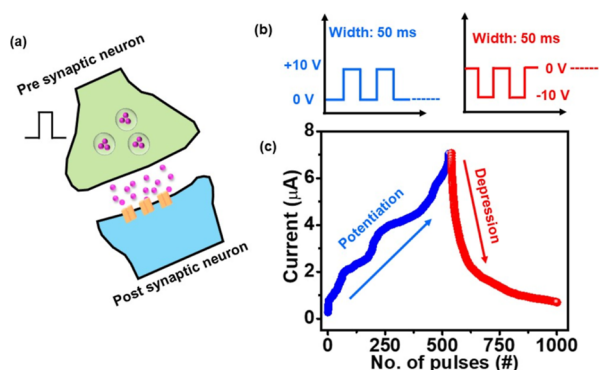 (a)
Pre synaptic neuron
Post synaptic neuron
(b)
Width: 50 ms
+10 V
0 V
Width: 50 ms
0 V
-10 V
(c)
Current (µA)
8
6
4
2
0
Potentiation
Depression
0
250
500
750
1000
No. of pulses (#)